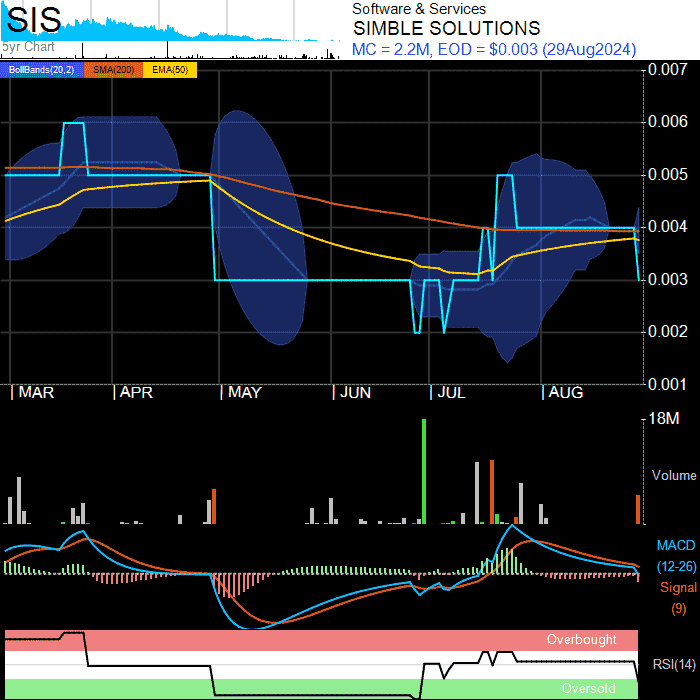 SIS
5yr Chart
Software & Services
SIMBLE SOLUTIONS
MC = 2.2M, EOD = $0.003 (29Aug2024)
BollBands(20,2) SMA(200) EMA(50)
0.007
0.006
0.005
0.004
0.003
0.002
0.001
MAR APR MAY JUN JUL AUG
18M
Volume
MACD
(12-26)
Signal
(9)
Overbought
RSI(14)
Oversold